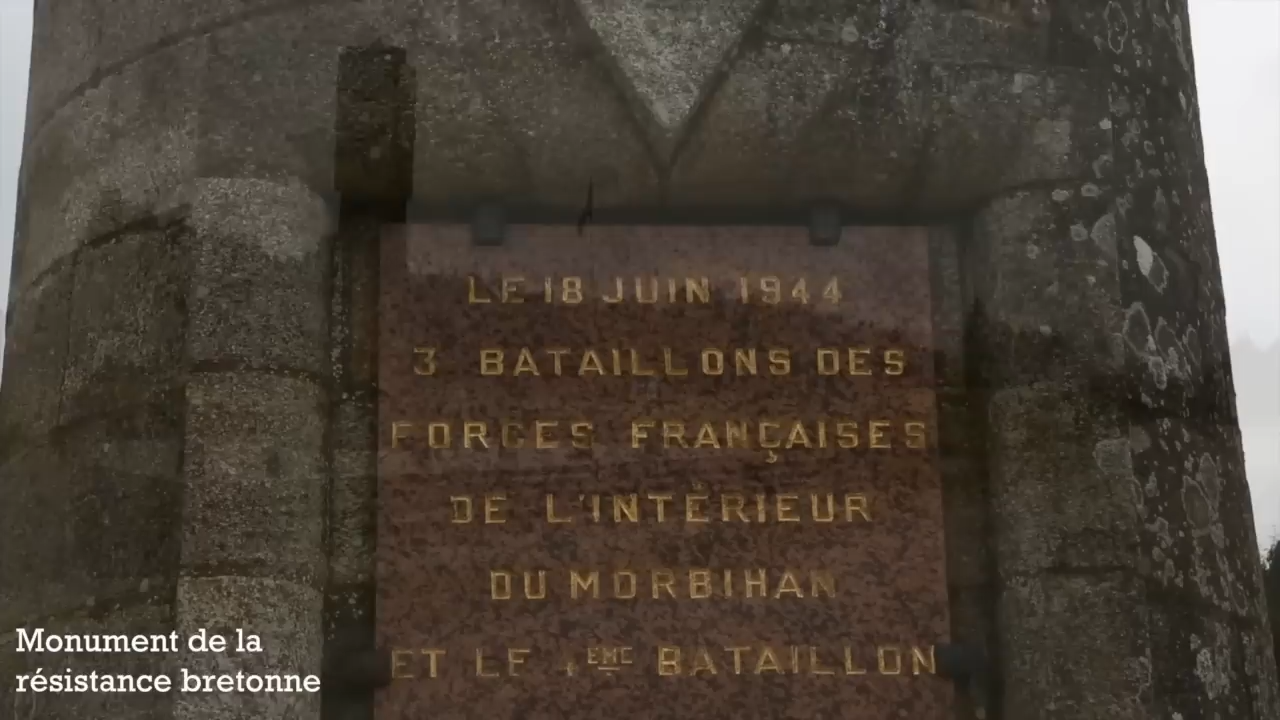 LE 18 JUIN 1944
3 BATAILLONS DES
FORCES FRANÇAISES
DE L'INTÉRIEUR
DU MORBIHAN
ET LE 4ÈME BATAILLON
Monument de la
résistance bretonne